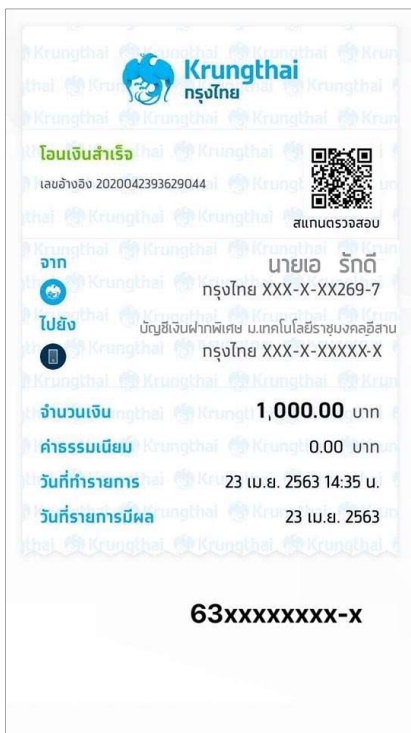 Krungthai
กรุงไทย
โอนเงินสำเร็จ
เลขอ้างอิง 2020042393629044
สแกนตรวจสอบ
จาก
นายเอ รักดี
กรุงไทย XXX-X-XX269-7
ไปยัง
บัญชีเงินฝากพิเศษ ม.เทคโนโลยีราชมงคลอีสาน
กรุงไทย XXX-X-XXXXX-X
จำนวนเงิน 1,000.00 บาท
ค่าธรรมเนียม 0.00 บาท
วันที่ทำรายการ 23 เม.ย. 2563 14:35 น.
วันที่รายการมีผล 23 เม.ย. 2563
63xxxxxxxx-x